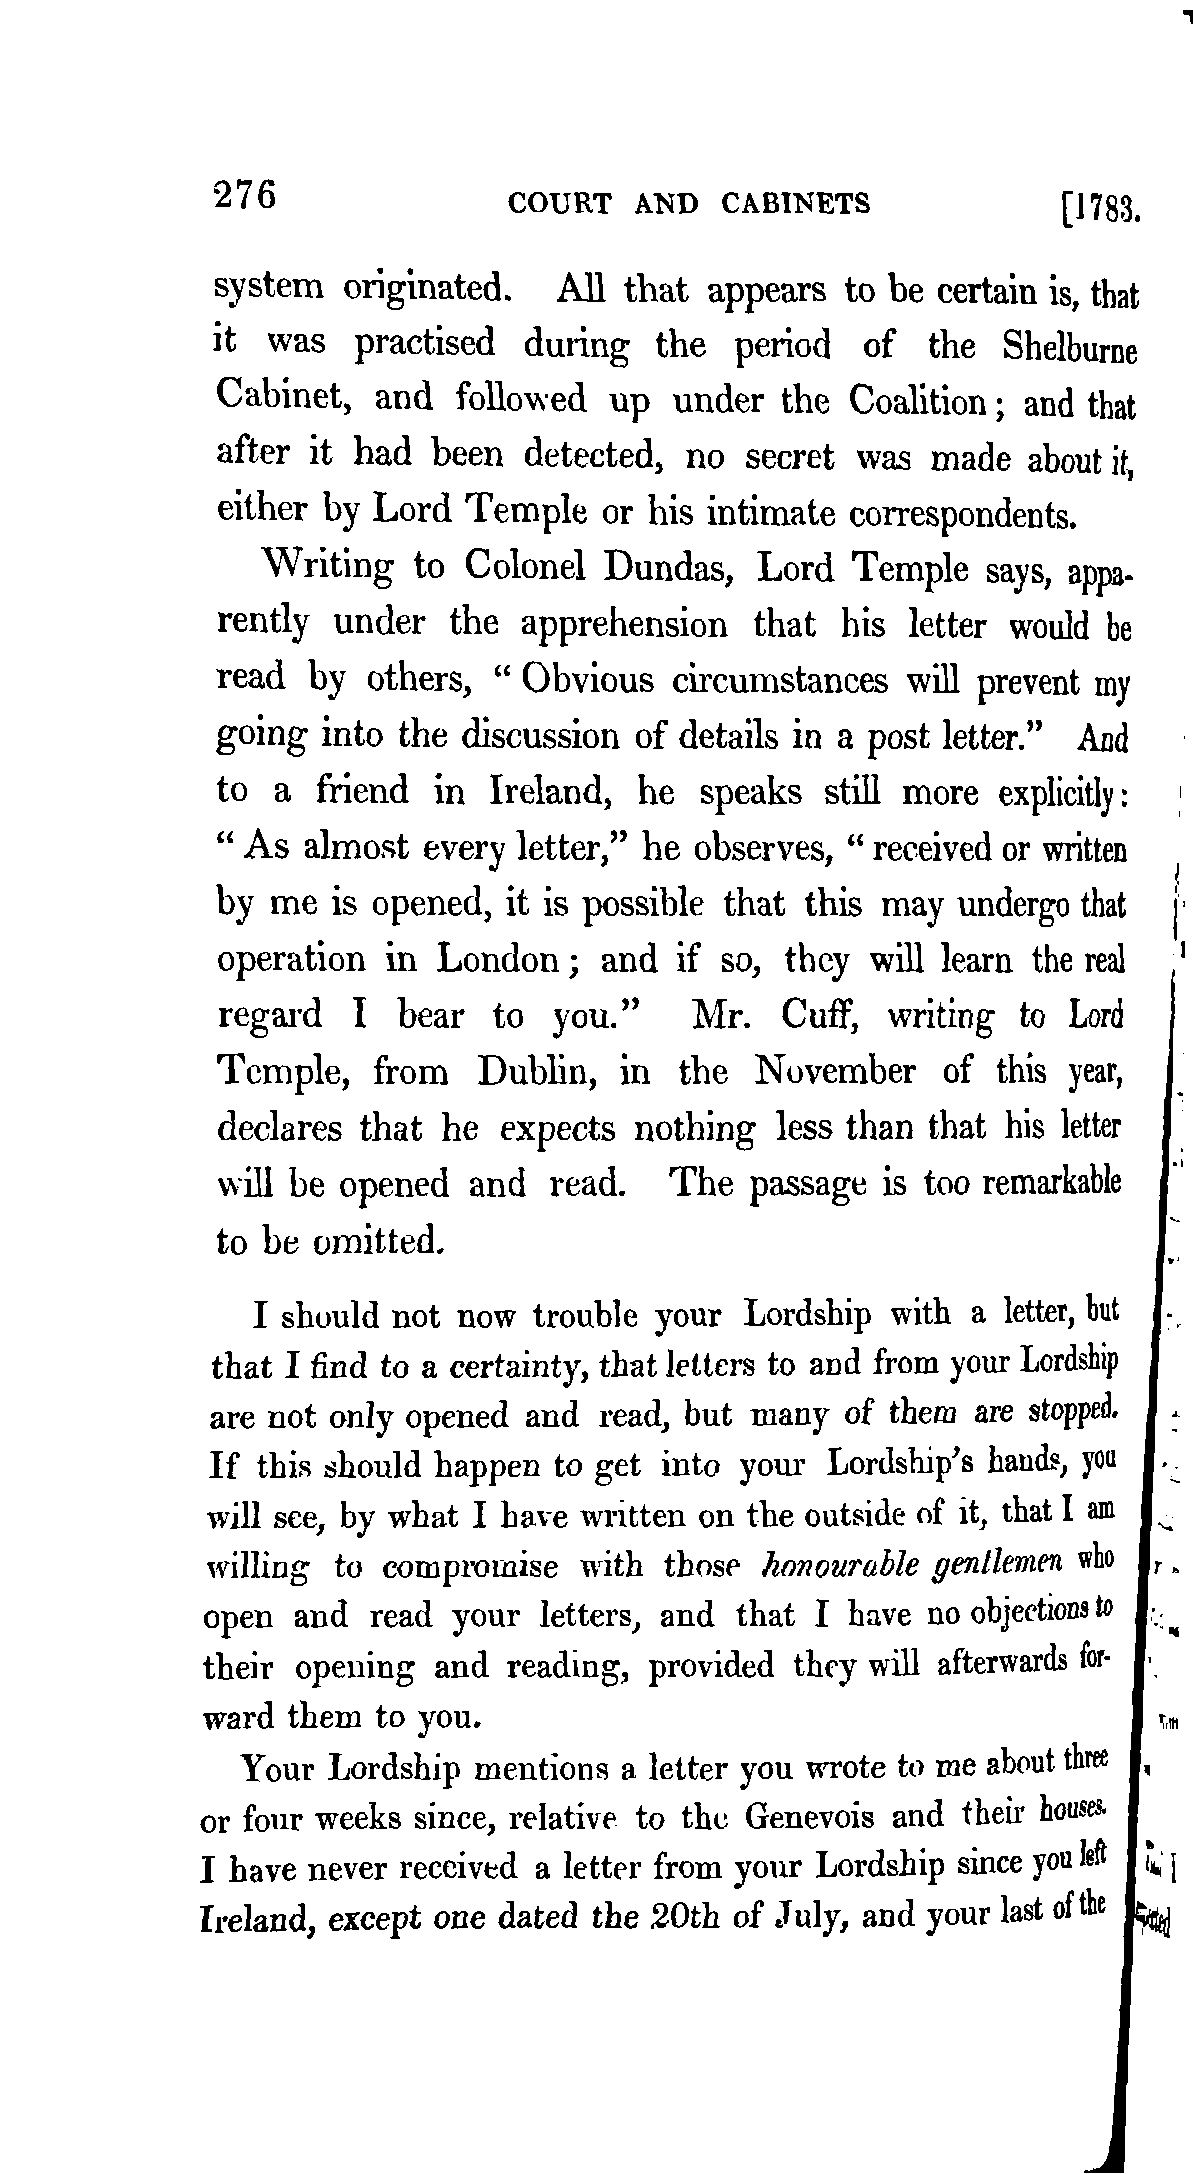 276 COURT AND CABINETS [1783.
system originated. All that appears to be certain is, that
it was practised during the period of the Shelburne
Cabinet, and followed up under the Coalition; and that
after it had been detected, no secret was made about it,
either by Lord Temple or his intimate correspondents.
Writing to Colonel Dundas, Lord Temple says, appa-
rently under the apprehension that his letter would be
read by others, “ Obvious circumstances will prevent my
going into the discussion of details in a post letter.” And
to a friend in Ireland, he speaks still more explicitly:
“ As almost every letter,” he observes, “ received or written
by me is opened, it is possible that this may undergo that
operation in London; and if so, they will learn the real
regard I bear to you.” Mr. Cuff, writing to Lord
Temple, from Dublin, in the November of this year,
declares that he expects nothing less than that his letter
will be opened and read. The passage is too remarkable
to be omitted.
I should not now trouble your Lordship with a letter, but
that I find to a certainty, that letters to and from your Lordship
are not only opened and read, but many of them are stopped.
If this should happen to get into your Lordship's hands, you
will see, by what I have written on the outside of it, that I am
willing to compromise with those honourable gentlemen who
open and read your letters, and that I have no objections to
their opening and reading, provided they will afterwards for-
ward them to you.
Your Lordship mentions a letter you wrote to me about three
or four weeks since, relative to the Genevois and their houses.
I have never received a letter from your Lordship since you left
Ireland, except one dated the 20th of July, and your last of the